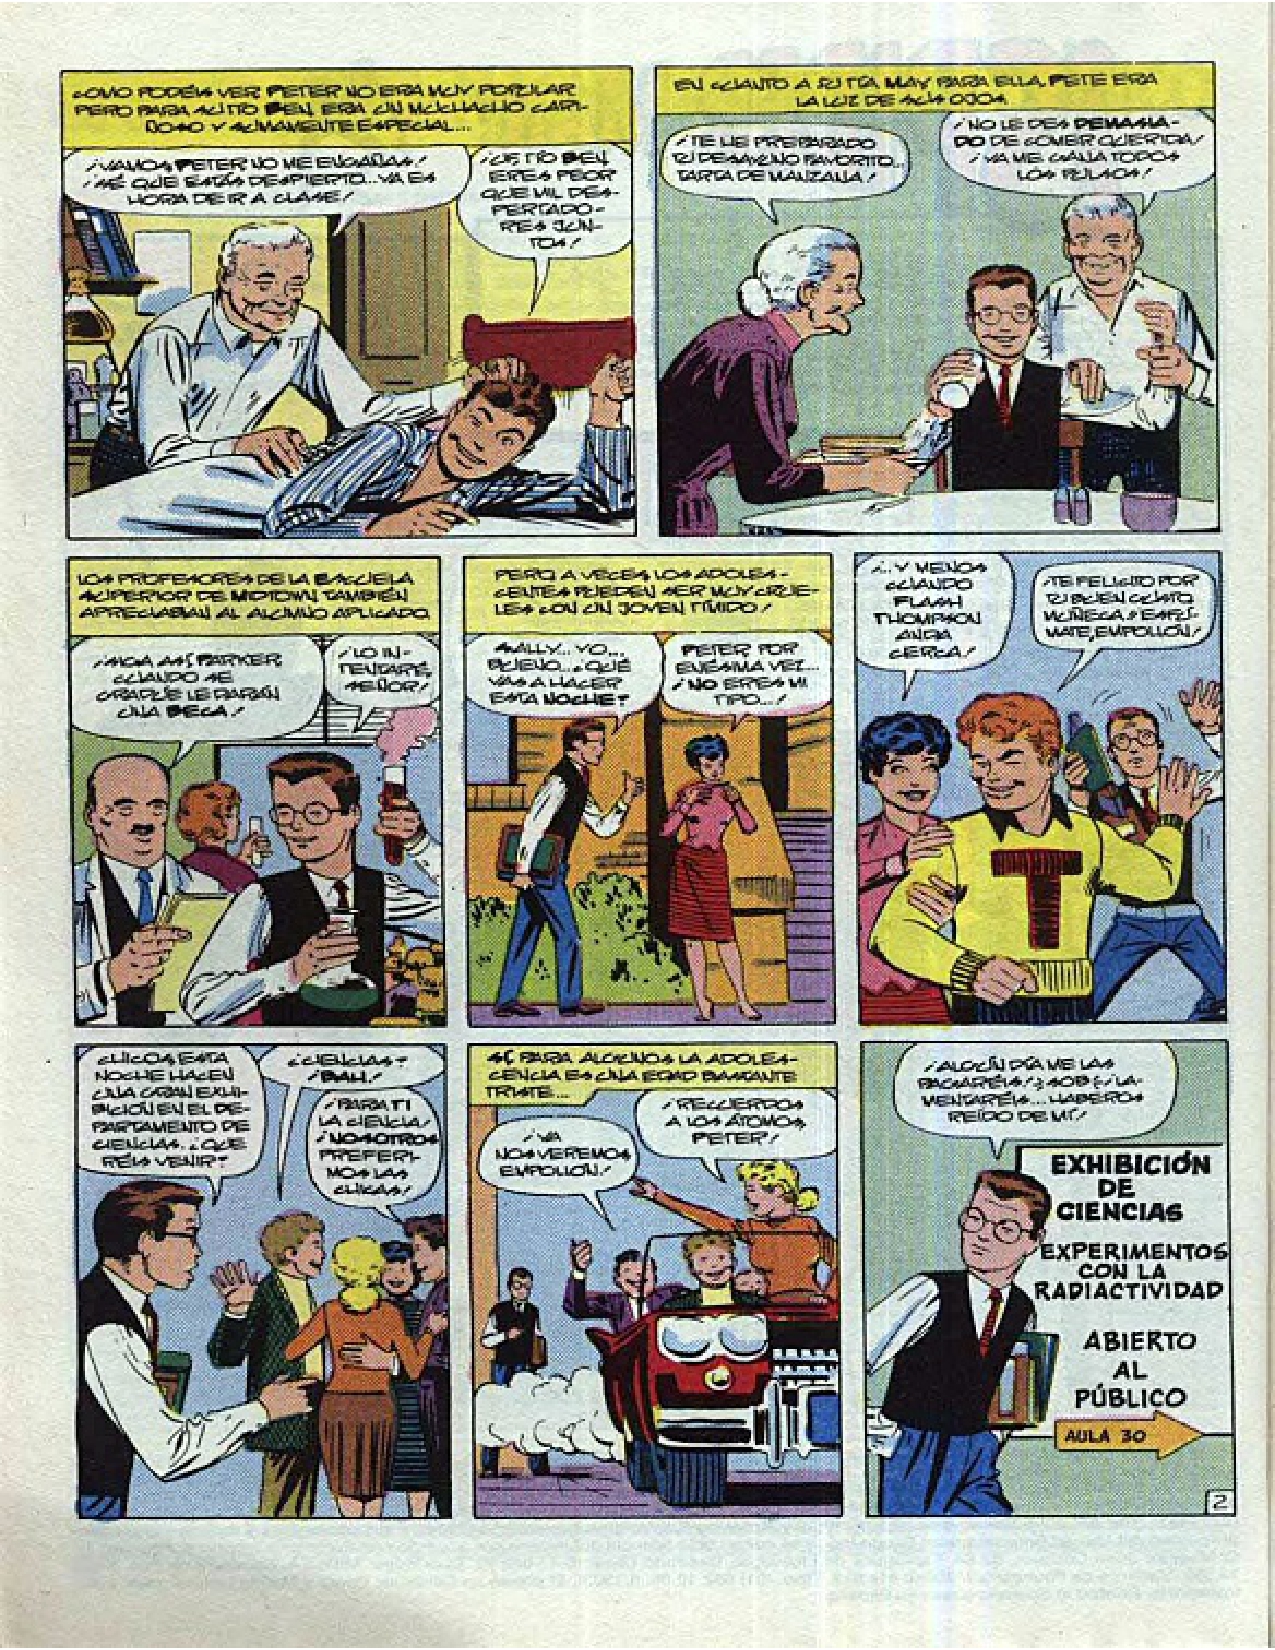 COMO PODÉIS VER PETER NO ERA MUY POPULAR
PERO PARA SU TÍO BEN, ERA UN MUCHACHO CARI-
ÑOSO Y SUMAMENTE ESPECIAL...
¡VAMOS PETER NO ME ENGAÑAS!
¡SÉ QUE ESTÁS DESPIERTO... YA ES
HORA DE IR A CLASE!
¡UF, TÍO BEN,
ERES PEOR
QUE MIL DES-
PERTADO-
RES JUN-
TOS!
EN CUANTO A SU TÍA MAY, PARA ELLA, PETE ERA
LA LUZ DE SUS OJOS.
¡TE HE PREPARADO
TU DESAYUNO FAVORITO...
TARTA DE MANZANA!
¡NO LE DES DEMASIA-
DO DE COMER QUERIDA!
¡YA ME GANA TODOS
LOS PULSOS!
LOS PROFESORES DE LA ESCUELA
SUPERIOR DE MIDTOWN TAMBIÉN
APRECIABAN AL ALUMNO APLICADO.
¡SIGA ASÍ, PARKER,
CUANDO SE
GRADÚE LE DARÁN
UNA BECA!
¡LO IN-
TENTARÉ,
SEÑOR!
PERO A VECES LOS ADOLES-
CENTES PUEDEN SER MUY CRUE-
LES CON UN JOVEN TÍMIDO!
SALLY... YO...
BUENO... ¿QUÉ
VAS A HACER
ESTA NOCHE?
PETER POR
ENÉSIMA VEZ...
¡NO ERES MI
TIPO...!
¡...Y MENOS
CUANDO
FLASH
THOMPSON
ANDA
CERCA!
¡TE FELICITO POR
TU BUEN GUSTO
MUÑECA! ¡ESFÚ-
MATE, EMPOLLÓN!
CHICOS ESTA
NOCHE HACEN
UNA GRAN EXHI-
BICIÓN EN EL DE-
PARTAMENTO DE
CIENCIAS. ¿QUE-
RÉIS VENIR?
¿CIENCIAS?
¡BAH!
¡PARA TI
LA CIENCIA!
¡NOSOTROS
PREFERI-
MOS LAS
CHICAS!
SÍ, PARA ALGUNOS LA ADOLES-
CENCIA ES UNA EDAD BASTANTE
TRISTE...
¡YA
NOS VEREMOS
EMPOLLÓN!
¡RECUERDOS
A LOS ÁTOMOS,
PETER!
¡ALGÚN DÍA ME LAS
PAGARÉIS! ¡SOB! ¡LA-
MENTARÉIS... HABEROS
REÍDO DE MÍ!
EXHIBICIÓN
DE
CIENCIAS
EXPERIMENTOS
CON LA
RADIACTIVIDAD
ABIERTO
AL
PÚBLICO
AULA 30
2